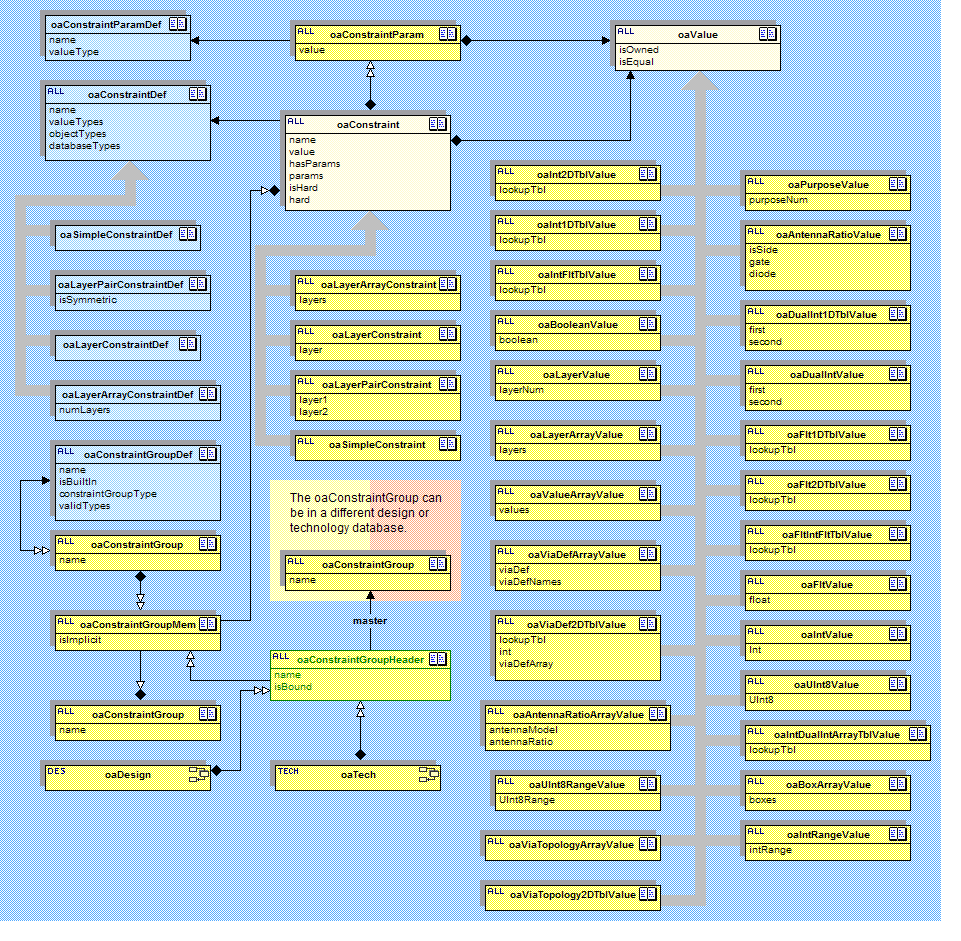 oaConstraintParamDef
name
valueType
ALL
oaConstraintParam
value
ALL
oaValue
isOwned
isEqual
ALL
oaConstraintDef
name
valueTypes
objectTypes
databaseTypes
ALL
oaConstraint
name
value
hasParams
params
isHard
hard
oaSimpleConstraintDef
oaLayerPairConstraintDef
isSymmetric
oaLayerConstraintDef
oaLayerArrayConstraintDef
numLayers
ALL
oaLayerArrayConstraint
layers
ALL
oaLayerConstraint
layer
ALL
oaLayerPairConstraint
layer1
layer2
ALL
oaSimpleConstraint
ALL
oaConstraintGroupDef
name
isBuiltIn
constraintGroupType
validTypes
ALL
oaConstraintGroup
name
ALL
oaConstraintGroupMem
isImplicit
ALL
oaConstraintGroup
name
DES
oaDesign
The oaConstraintGroup can
be in a different design or
technology database.
ALL
oaConstraintGroup
name
master
ALL
oaConstraintGroupHeader
name
isBound
TECH
oaTech
ALL
oaInt2DTblValue
lookupTbl
ALL
oaInt1DTblValue
lookupTbl
ALL
oaIntFltTblValue
lookupTbl
ALL
oaBooleanValue
boolean
ALL
oaLayerValue
layerNum
ALL
oaLayerArrayValue
layers
ALL
oaValueArrayValue
values
ALL
oaViaDefArrayValue
viaDef
viaDefNames
ALL
oaViaDef2DTblValue
lookupTbl
int
viaDefArray
ALL
oaAntennaRatioArrayValue
antennaModel
antennaRatio
ALL
oaUInt8RangeValue
UInt8Range
ALL
oaViaTopologyArrayValue
ALL
oaViaTopology2DTblValue
ALL
oaPurposeValue
purposeNum
ALL
oaAntennaRatioValue
isSide
gate
diode
ALL
oaDualInt1DTblValue
first
second
ALL
oaDualIntValue
first
second
ALL
oaFlt1DTblValue
lookupTbl
ALL
oaFlt2DTblValue
lookupTbl
ALL
oaFltIntFltTblValue
lookupTbl
ALL
oaFltValue
float
ALL
oaIntValue
Int
ALL
oaUInt8Value
UInt8
ALL
oaIntDualIntArrayTblValue
lookupTbl
ALL
oaBoxArrayValue
boxes
ALL
oaIntRangeValue
intRange